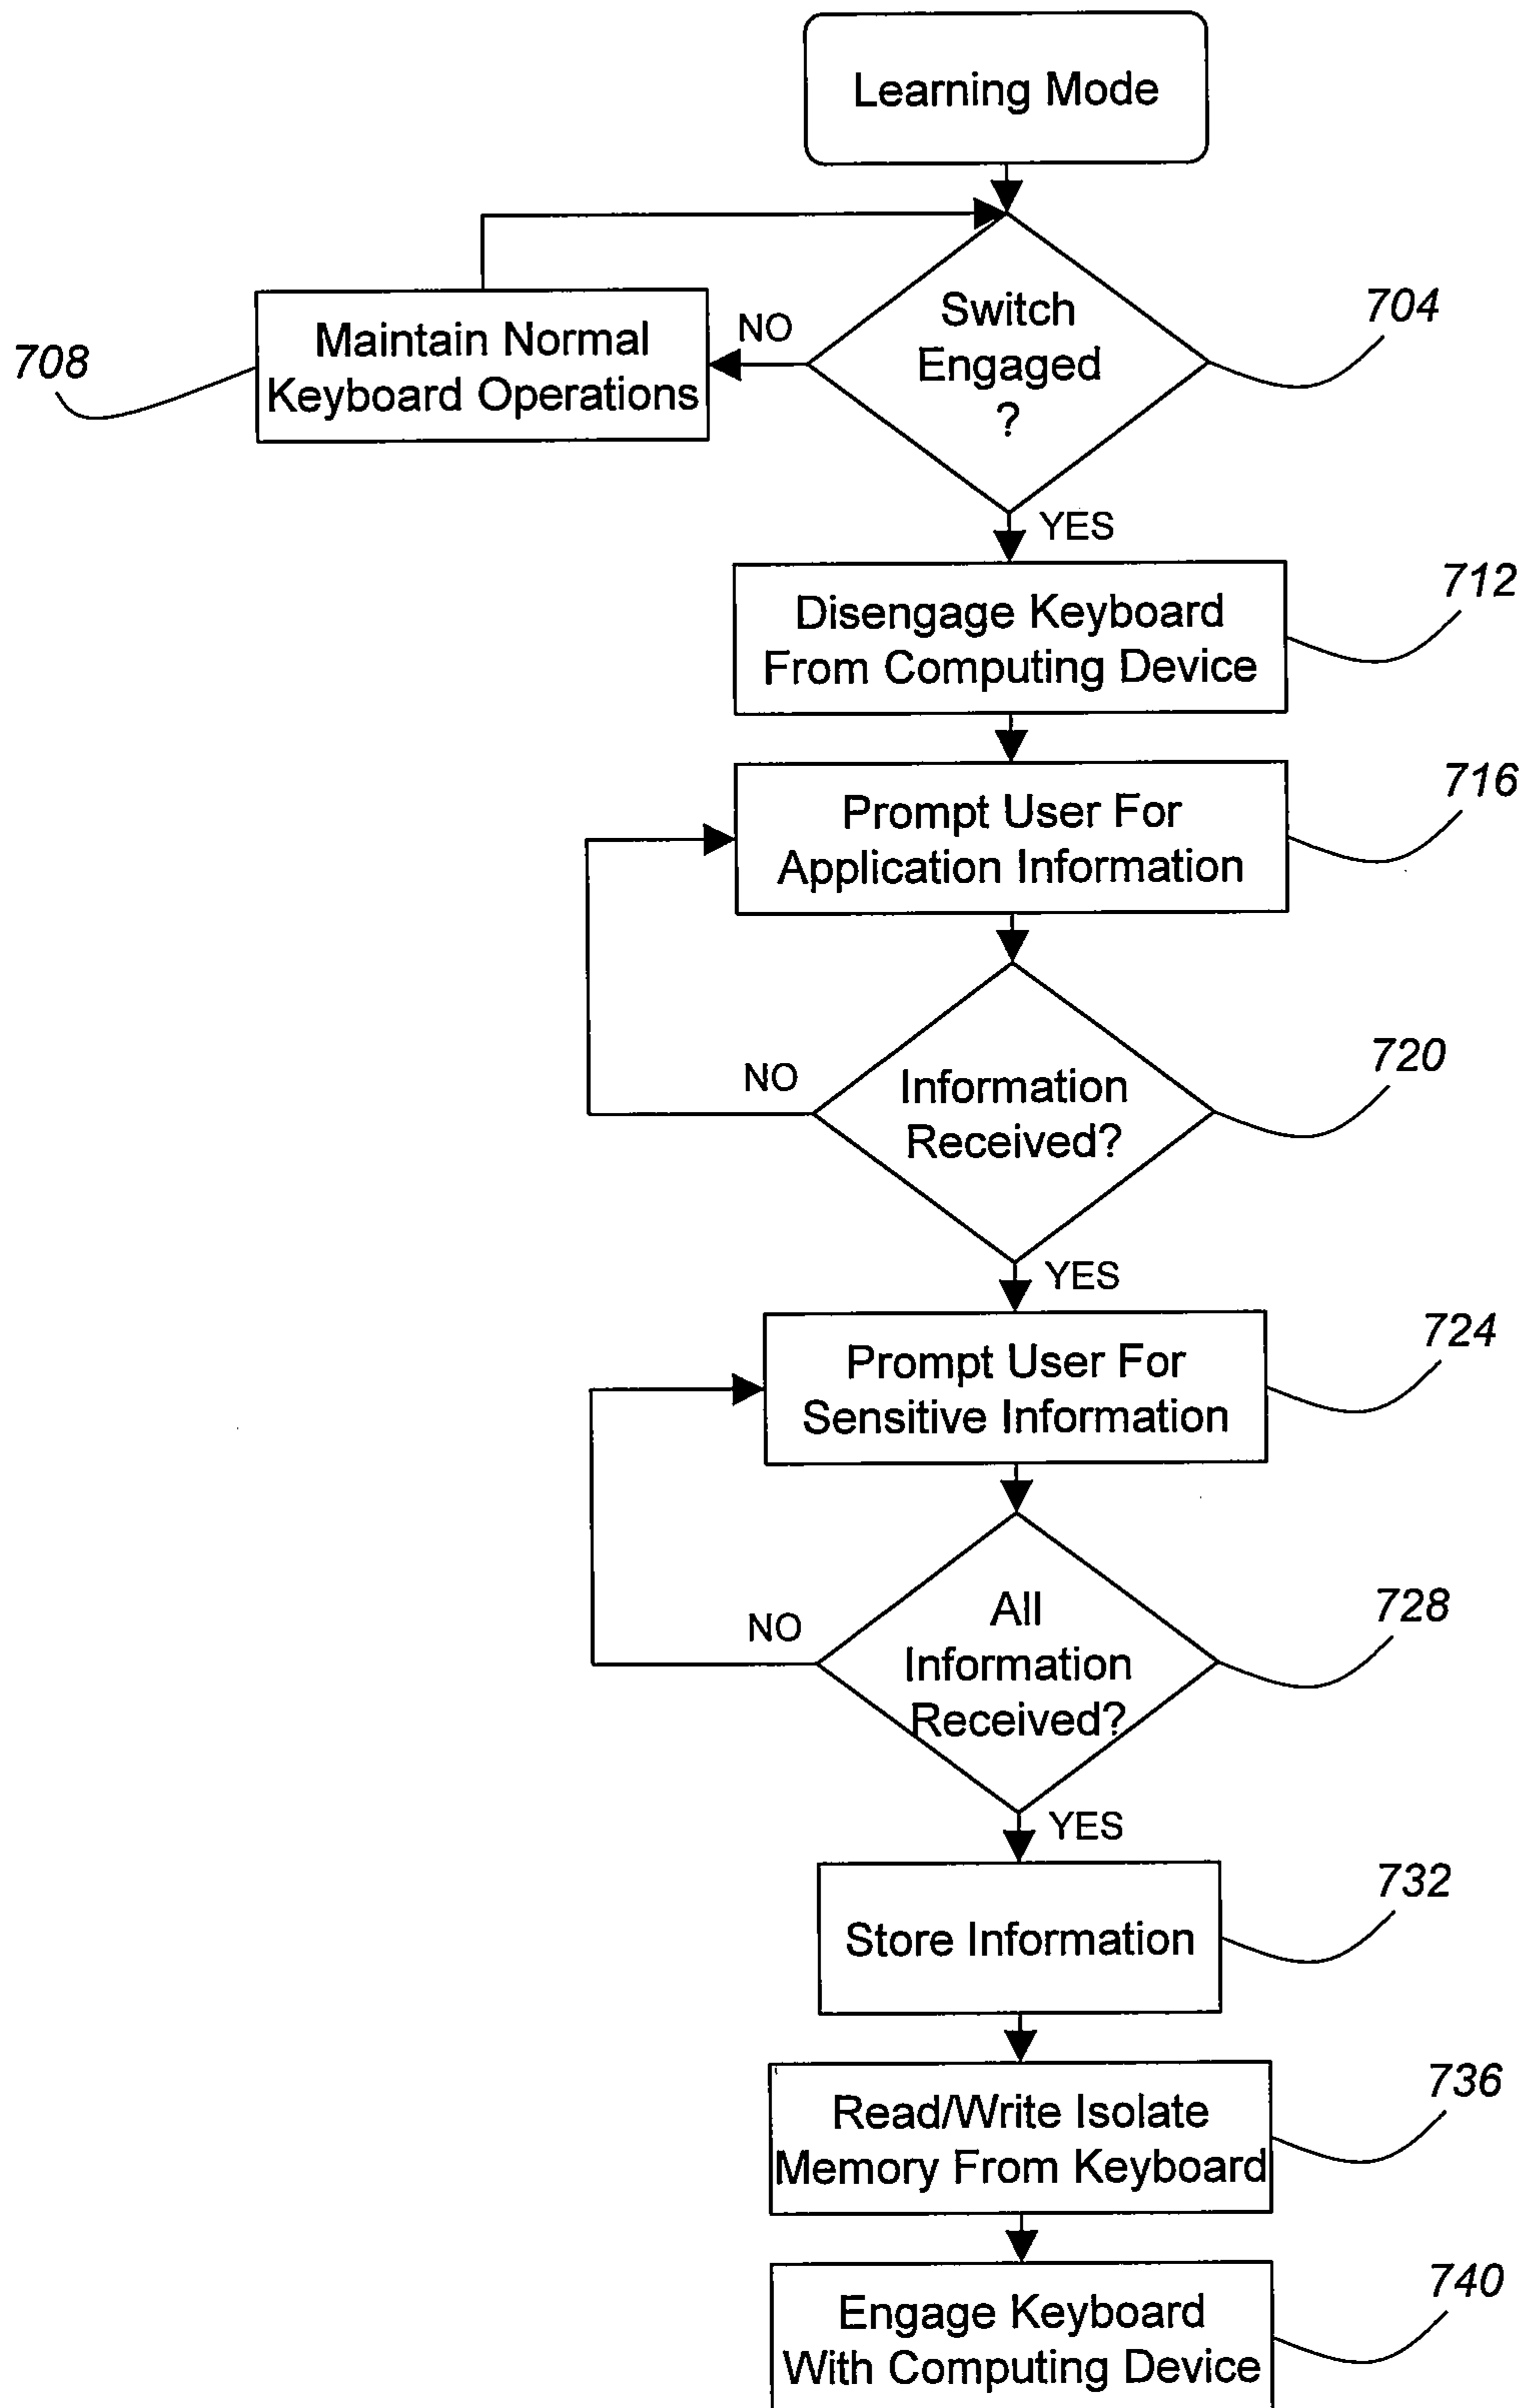 Learning Mode
Switch
Engaged
?
704
NO
Maintain Normal
Keyboard Operations
708
YES
Disengage Keyboard
From Computing Device
712
Prompt User For
Application Information
716
Information
Received?
720
NO
YES
Prompt User For
Sensitive Information
724
All
Information
Received?
728
NO
YES
Store Information
732
Read/Write Isolate
Memory From Keyboard
736
Engage Keyboard
With Computing Device
740